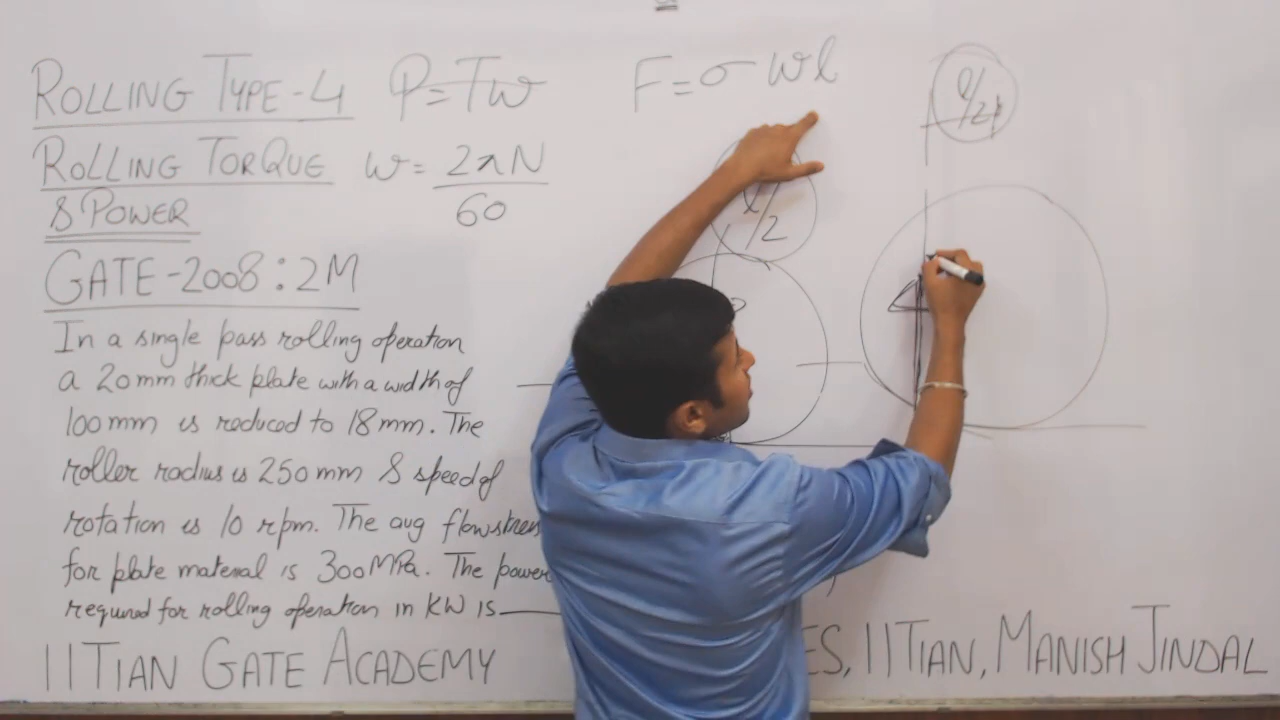 ROLLING TYPE-4
ROLLING TORQUE
& POWER
P=Tω
ω = 2πN
60
F=σ wl
l/2
GATE-2008:2M
In a single pass rolling operation
a 20mm thick plate with a width of
100mm is reduced to 18mm. The
roller radius is 250mm & speed of
rotation is 10 rpm. The avg flow stress
for plate material is 300MPa. The power
required for rolling operation in KW is
IITIAN GATE ACADEMY
ES, IITIAN, MANISH JINDAL